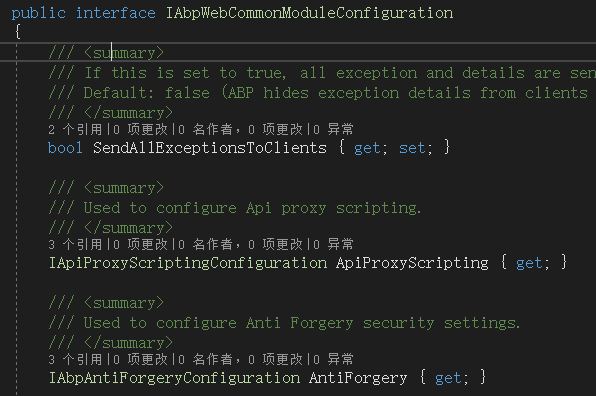 public interface IAbpWebCommonModuleConfiguration
{
/// <summary>
/// If this is set to true, all exception and details are sen
/// Default: false (ABP hides exception details from clients
/// </summary>
2 个引用|0 项更改|0 名作者，0 项更改|0 异常
bool SendAllExceptionsToClients { get; set; }
/// <summary>
/// Used to configure Api proxy scripting.
/// </summary>
3 个引用|0 项更改|0 名作者，0 项更改|0 异常
IApiProxyScriptingConfiguration ApiProxyScripting { get; }
/// <summary>
/// Used to configure Anti Forgery security settings.
/// </summary>
3 个引用|0 项更改|0 名作者，0 项更改|0 异常
IAbpAntiForgeryConfiguration AntiForgery { get; }